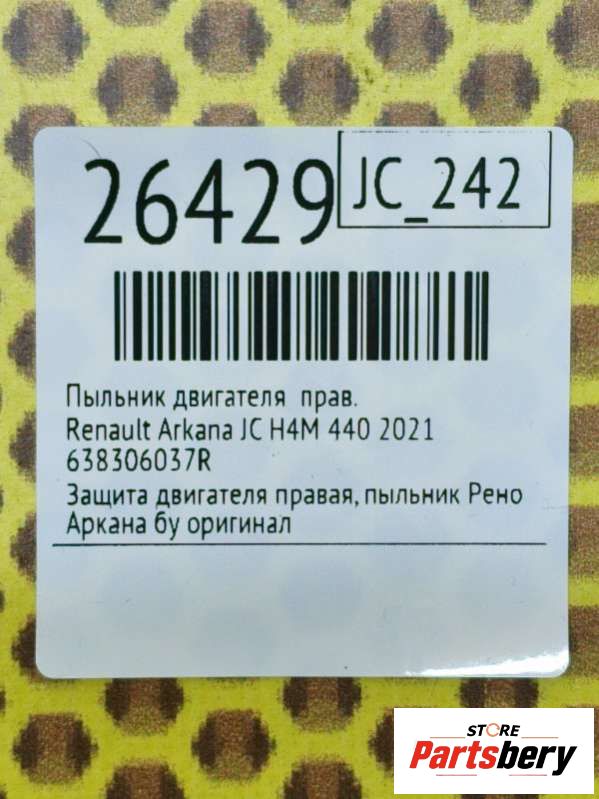 26429
JC_242
Пыльник двигателя прав.
Renault Arkana JC H4M 440 2021
638306037R
Защита двигателя правая, пыльник Рено
Аркана бу оригинал
STORE
Partsbery